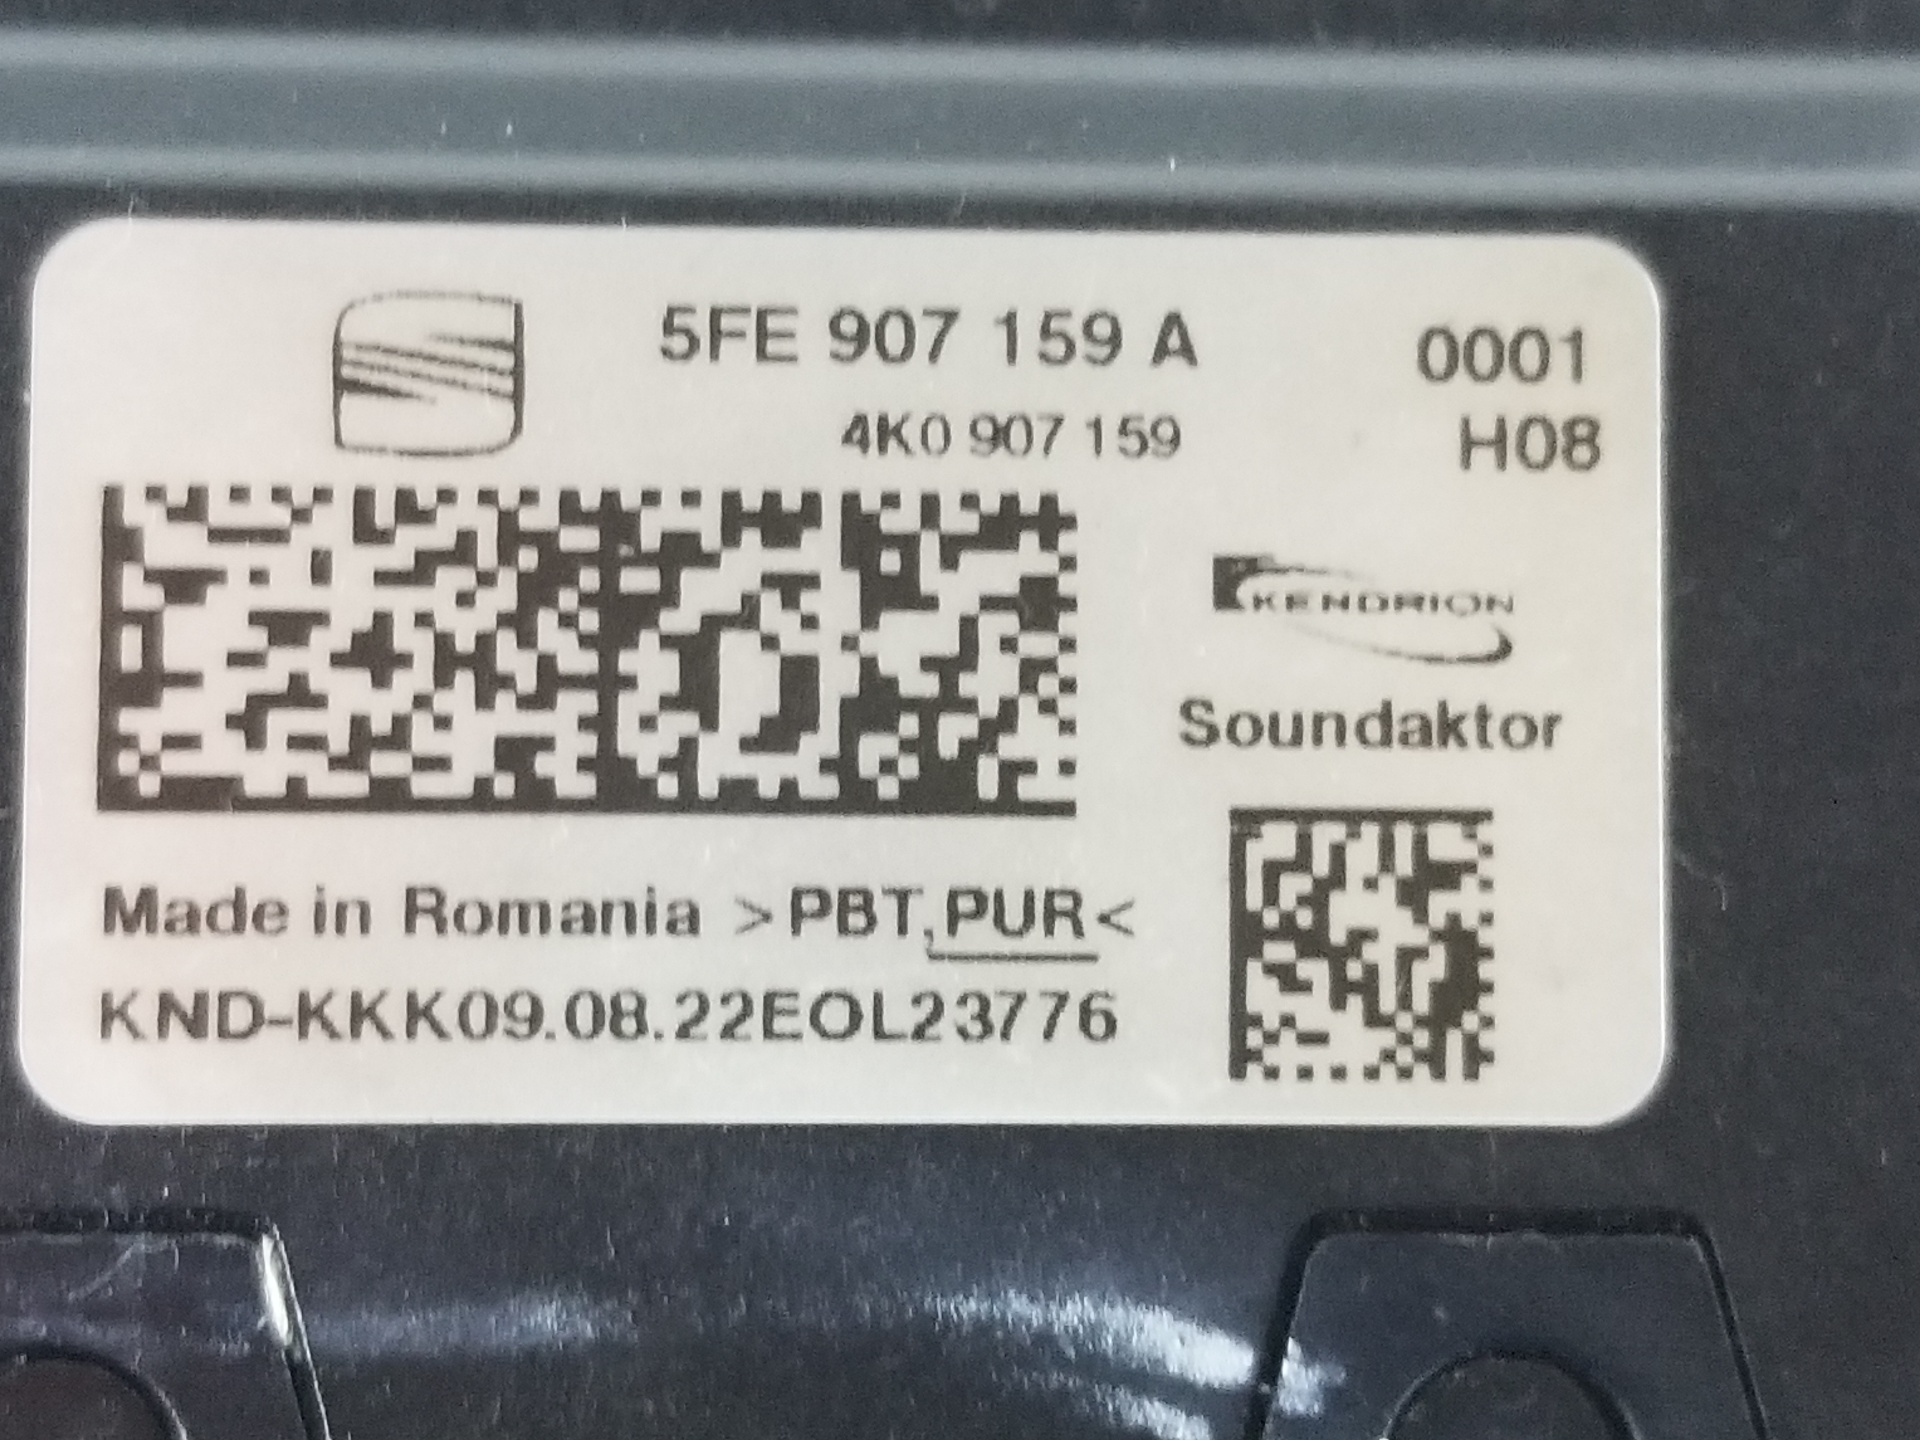 5FE 907 159 A
0001
4K0 907 159
H08
KENDRION
Soundaktor
Made in Romania >PBT,PUR<
KND-KKK09.08.22EOL23776